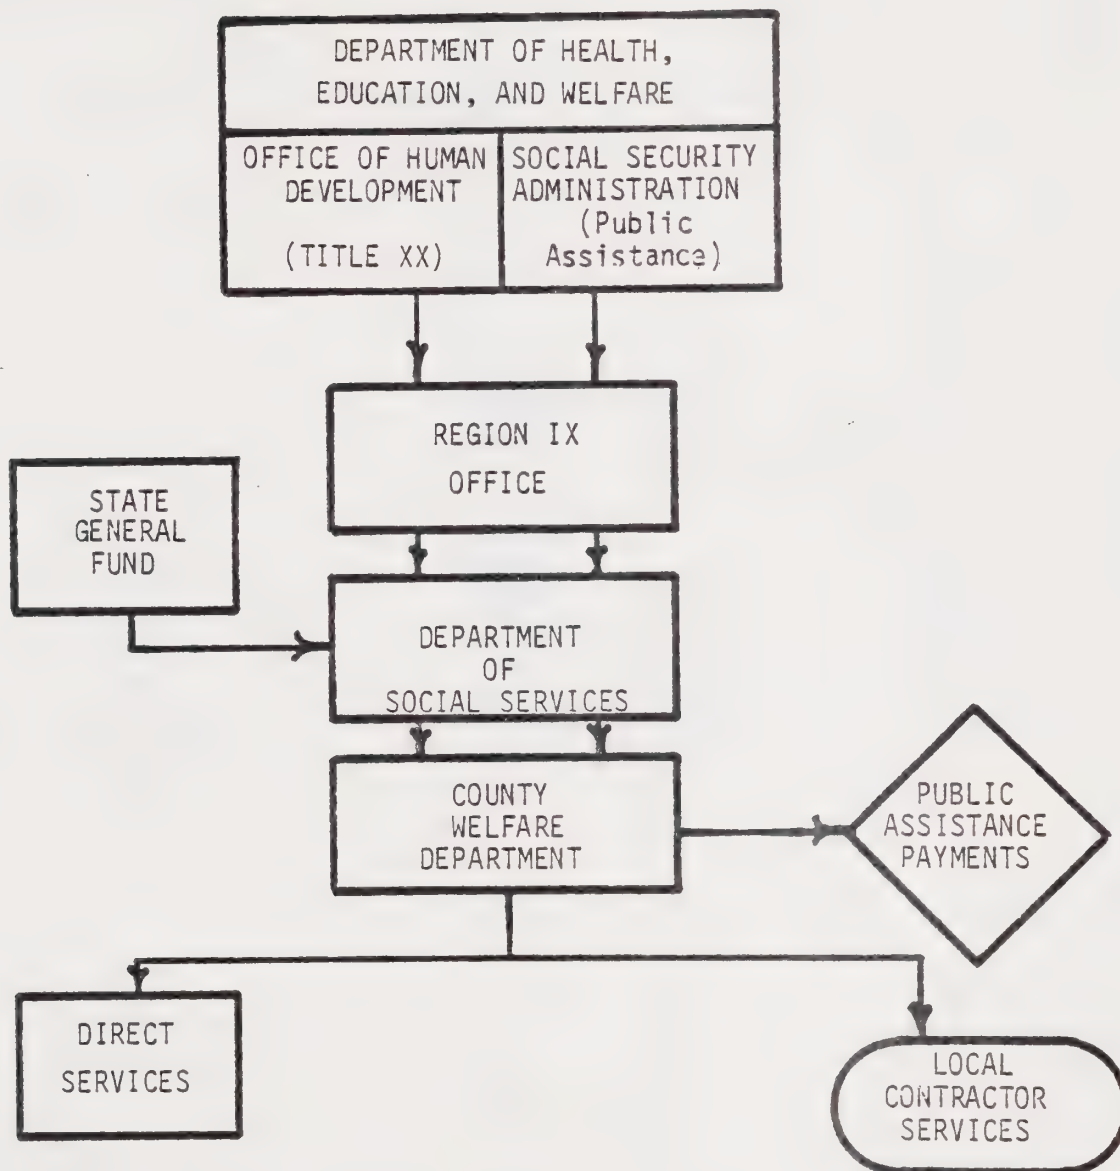 DEPARTMENT OF HEALTH,
EDUCATION, AND WELFARE
OFFICE OF HUMAN
DEVELOPMENT
(TITLE XX)
SOCIAL SECURITY
ADMINISTRATION
(Public
Assistance)
REGION IX
OFFICE
STATE
GENERAL
FUND
DEPARTMENT
OF
SOCIAL SERVICES
COUNTY
WELFARE
DEPARTMENT
PUBLIC
ASSISTANCE
PAYMENTS
DIRECT
SERVICES
LOCAL
CONTRACTOR
SERVICES